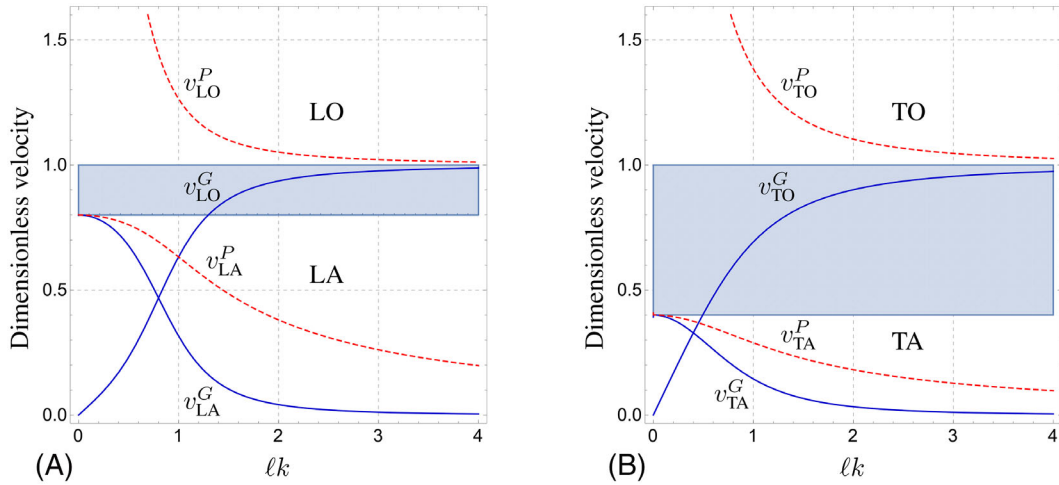 Dimensionless velocity
1.5
1.0
0.5
0.0
v^P_LO
LO
v^G_LO
v^P_LA
LA
v^G_LA
0 1 2 3 4
(A) ℓk
Dimensionless velocity
1.5
1.0
0.5
0.0
v^P_TO
TO
v^G_TO
v^P_TA
TA
v^G_TA
0 1 2 3 4
(B) ℓk